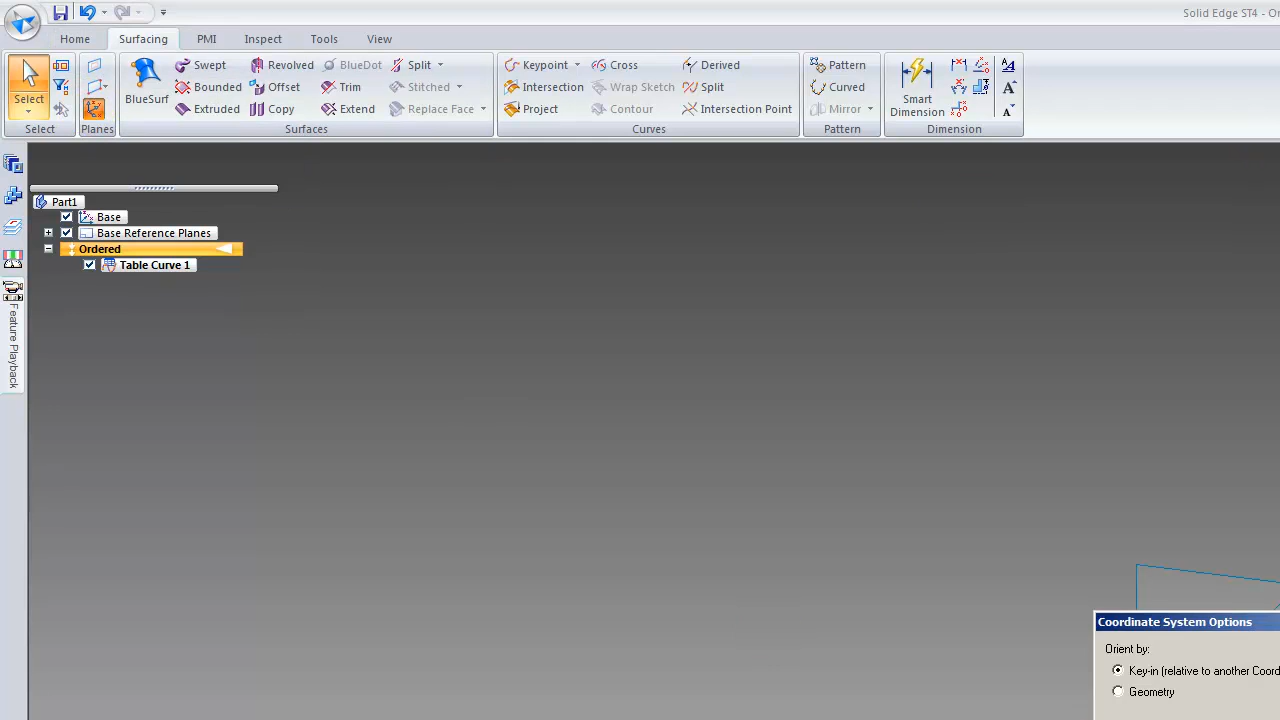 Solid Edge ST4 - Or
Home Surfacing PMI Inspect Tools View
Select
Swept Revolved BlueDot Split
Bounded Offset Trim Stitched
Extruded Copy Extend Replace Face
BlueSurf
Keypoint Cross Derived
Intersection Wrap Sketch Split
Project Contour Intersection Point
Pattern
Curved
Mirror
Smart
Dimension
Select Planes Surfaces Curves Pattern Dimension
Part1
Base
Base Reference Planes
Ordered
Table Curve 1
Feature Playback
Coordinate System Options
Orient by:
Key-in (relative to another Coord
Geometry